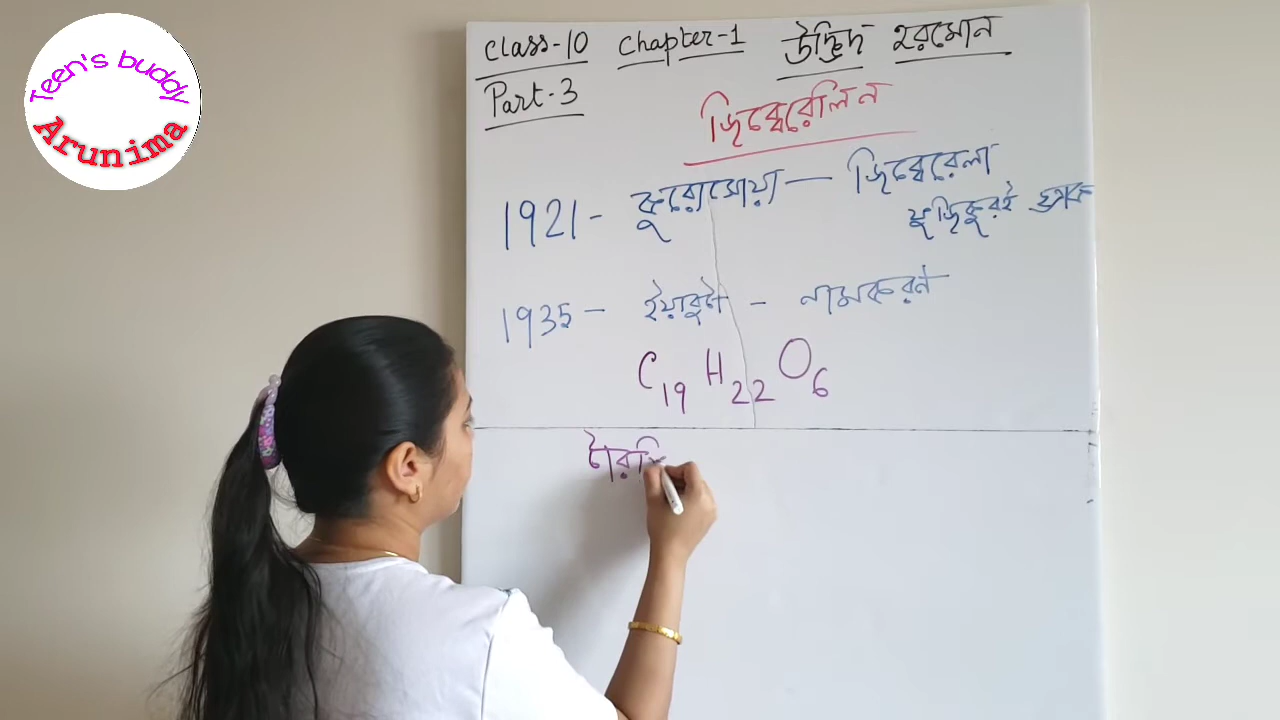 Teen's buddy
Arunima
Class-10 Chapter-1 উদ্ভিদ হরমোন
Part-3
জিব্বেরেলিন
1921- কুরোসোয়া — জিব্বেরেলা
ফুজিকুরই ছত্রাক
1935 - ইয়াবুটা - নামকরণ
C19 H22 O6
টারপি